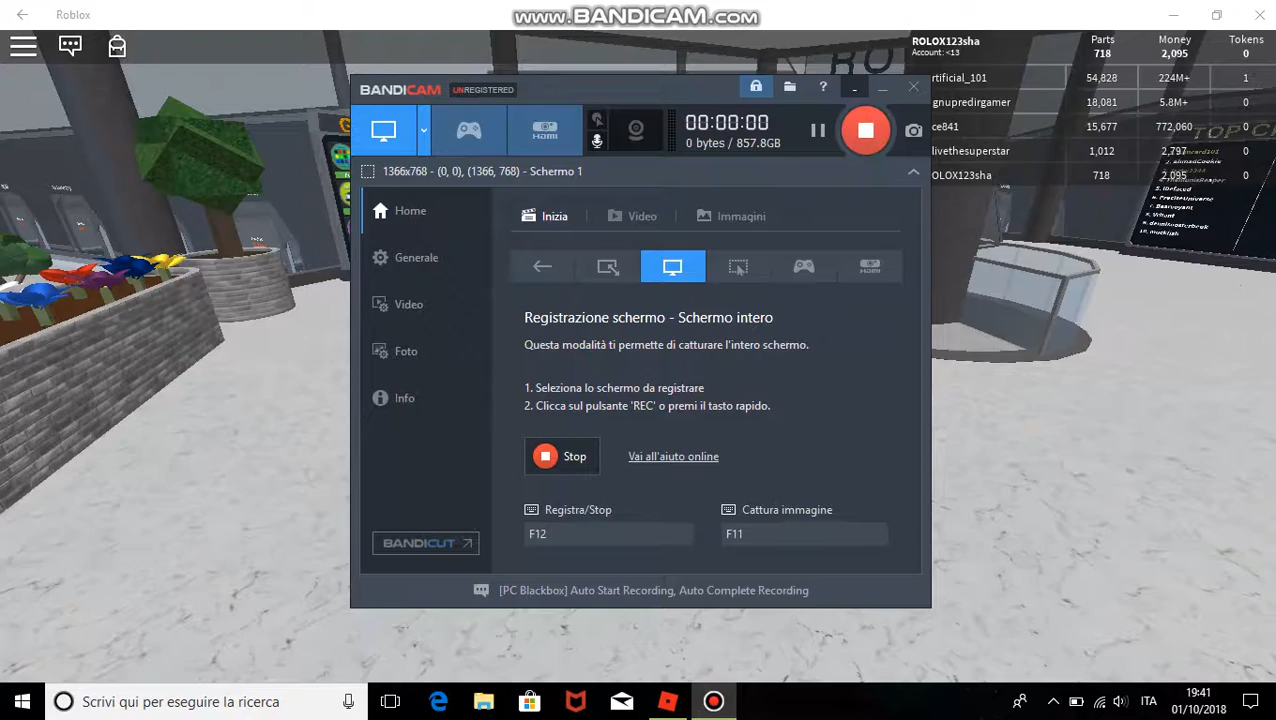 Roblox
www.BANDICAM.com
ROLOX123sha
Account: <13
Parts
718
Money
2,095
Tokens
0
rtificial_101 54,828 224M+ 1
gnupredirgamer 18,081 5.8M+
ce841 15,677 772,060 0
livethesuperstar 1,012 2,797 0
OLOX123sha 718 2,095 0
RO
TOP C
BANDICAM UNREGISTERED
HDMI
00:00:00
0 bytes / 857.8GB
1366x768 - (0, 0), (1366, 768) - Schermo 1
Home
Generale
Video
Foto
Info
BANDICUT
Inizia
Video
Immagini
HDMI
Registrazione schermo - Schermo intero
Questa modalità ti permette di catturare l'intero schermo.
1. Seleziona lo schermo da registrare
2. Clicca sul pulsante 'REC' o premi il tasto rapido.
Stop
Vai all'aiuto online
Registra/Stop
F12
Cattura immagine
F11
[PC Blackbox] Auto Start Recording, Auto Complete Recording
Scrivi qui per eseguire la ricerca
ITA
19:41
01/10/2018